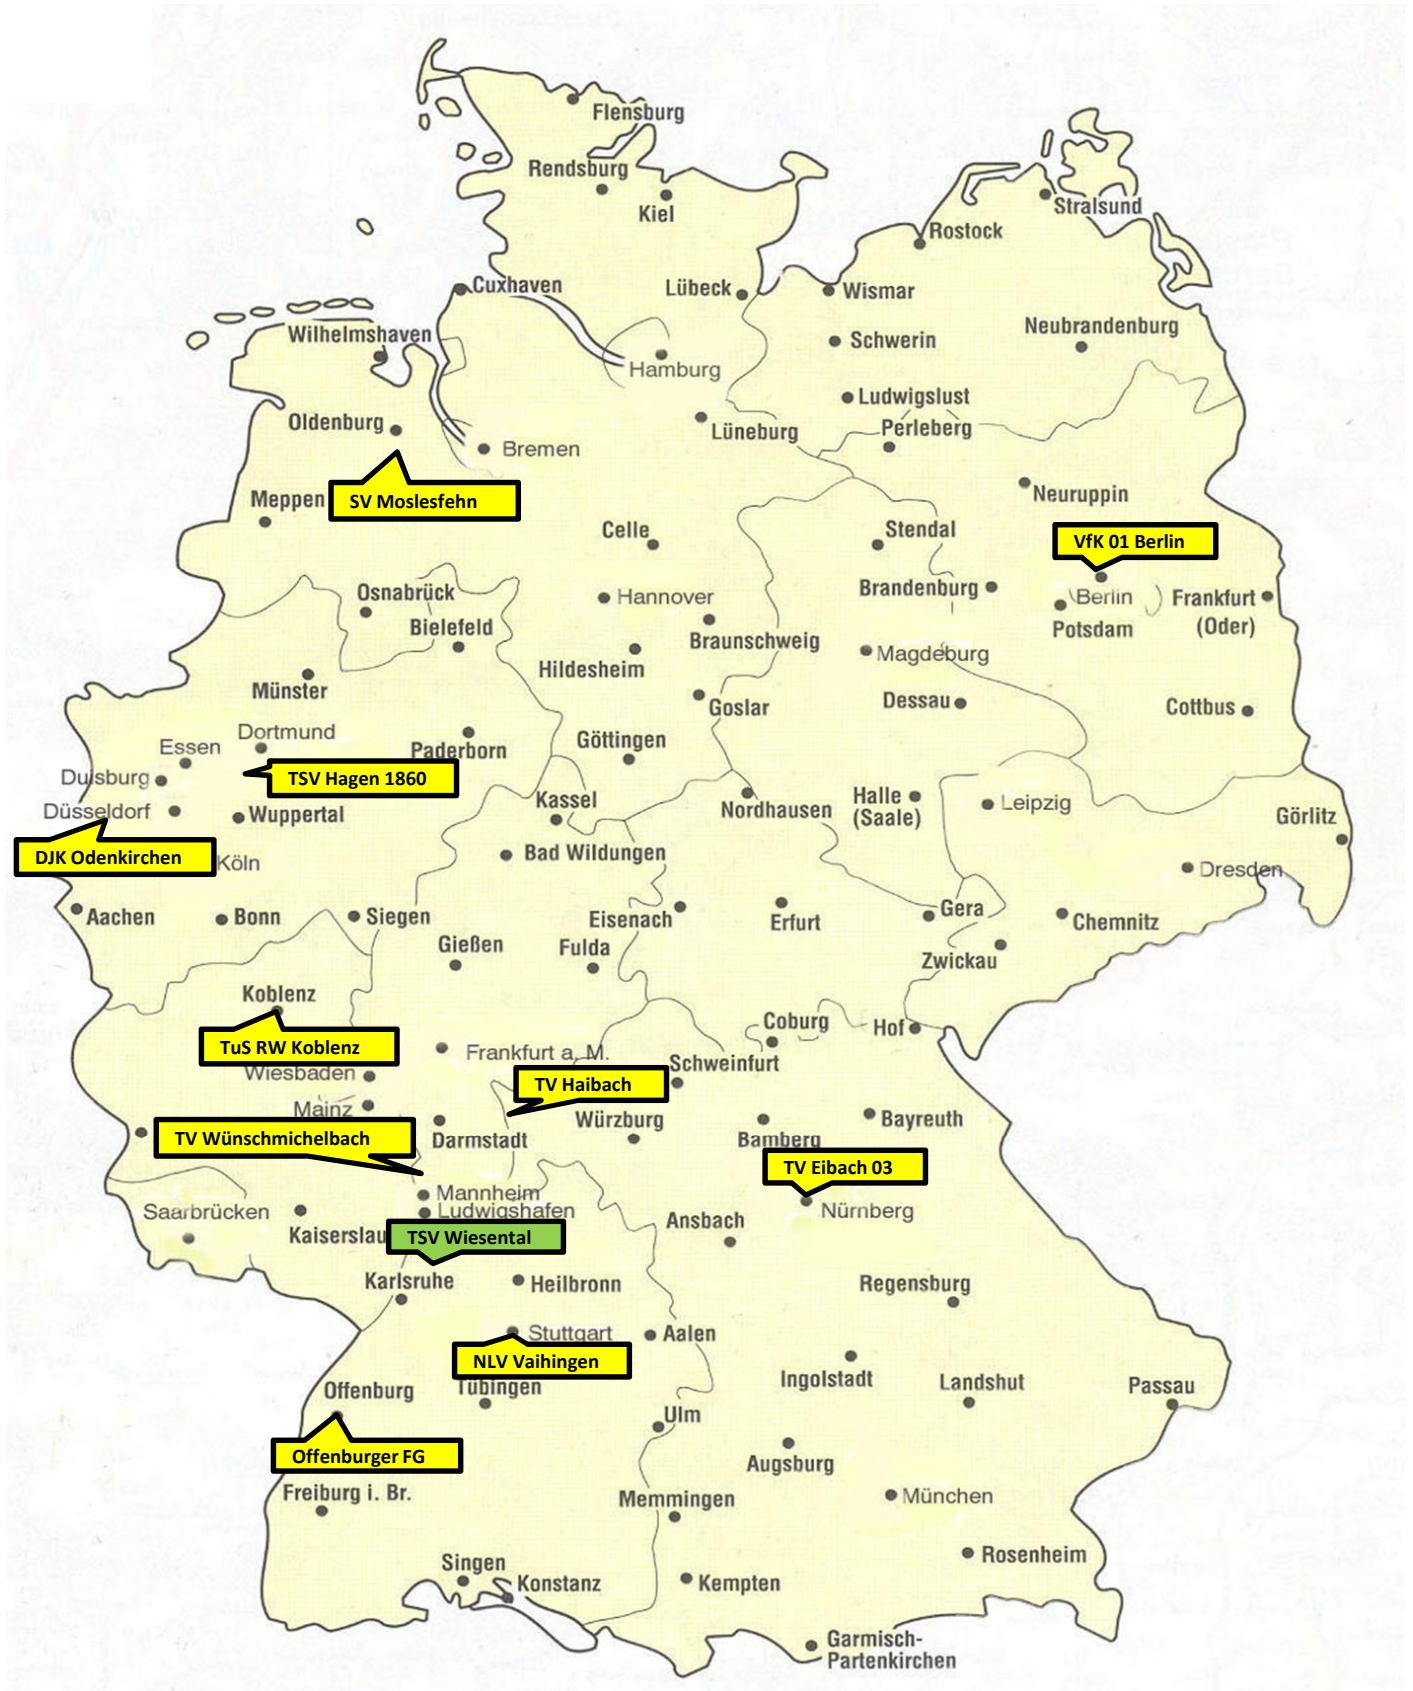 Flensburg
Rendsburg
Kiel
Stralsund
Rostock
Cuxhaven
Lübeck
Wismar
Wilhelmshaven
Neubrandenburg
Schwerin
Hamburg
Ludwigslust
Oldenburg
Lüneburg
Perleberg
Bremen
Meppen
SV Moslesfehn
Neuruppin
Celle
Stendal
VfK 01 Berlin
Osnabrück
Hannover
Brandenburg
Berlin
Frankfurt
(Oder)
Bielefeld
Braunschweig
Potsdam
Hildesheim
Magdeburg
Münster
Goslar
Dessau
Cottbus
Dortmund
Essen
Paderborn
Göttingen
Duisburg
TSV Hagen 1860
Düsseldorf
Wuppertal
Kassel
Nordhausen
Halle
(Saale)
Leipzig
Görlitz
DJK Odenkirchen
Köln
Bad Wildungen
Dresden
Aachen
Bonn
Siegen
Eisenach
Erfurt
Gera
Chemnitz
Gießen
Fulda
Zwickau
Koblenz
Coburg
Hof
TuS RW Koblenz
Frankfurt a. M.
Schweinfurt
Wiesbaden
TV Haibach
Mainz
Würzburg
Bayreuth
TV Wünschmichelbach
Darmstadt
Bamberg
TV Eibach 03
Mannheim
Ludwigshafen
Saarbrücken
Nürnberg
Ansbach
Kaiserslau
TSV Wiesental
Karlsruhe
Heilbronn
Regensburg
Stuttgart
Aalen
NLV Vaihingen
Tübingen
Offenburg
Ingolstadt
Landshut
Passau
Ulm
Offenburger FG
Augsburg
Freiburg i. Br.
Memmingen
München
Singen
Konstanz
Kempten
Rosenheim
Garmisch-
Partenkirchen